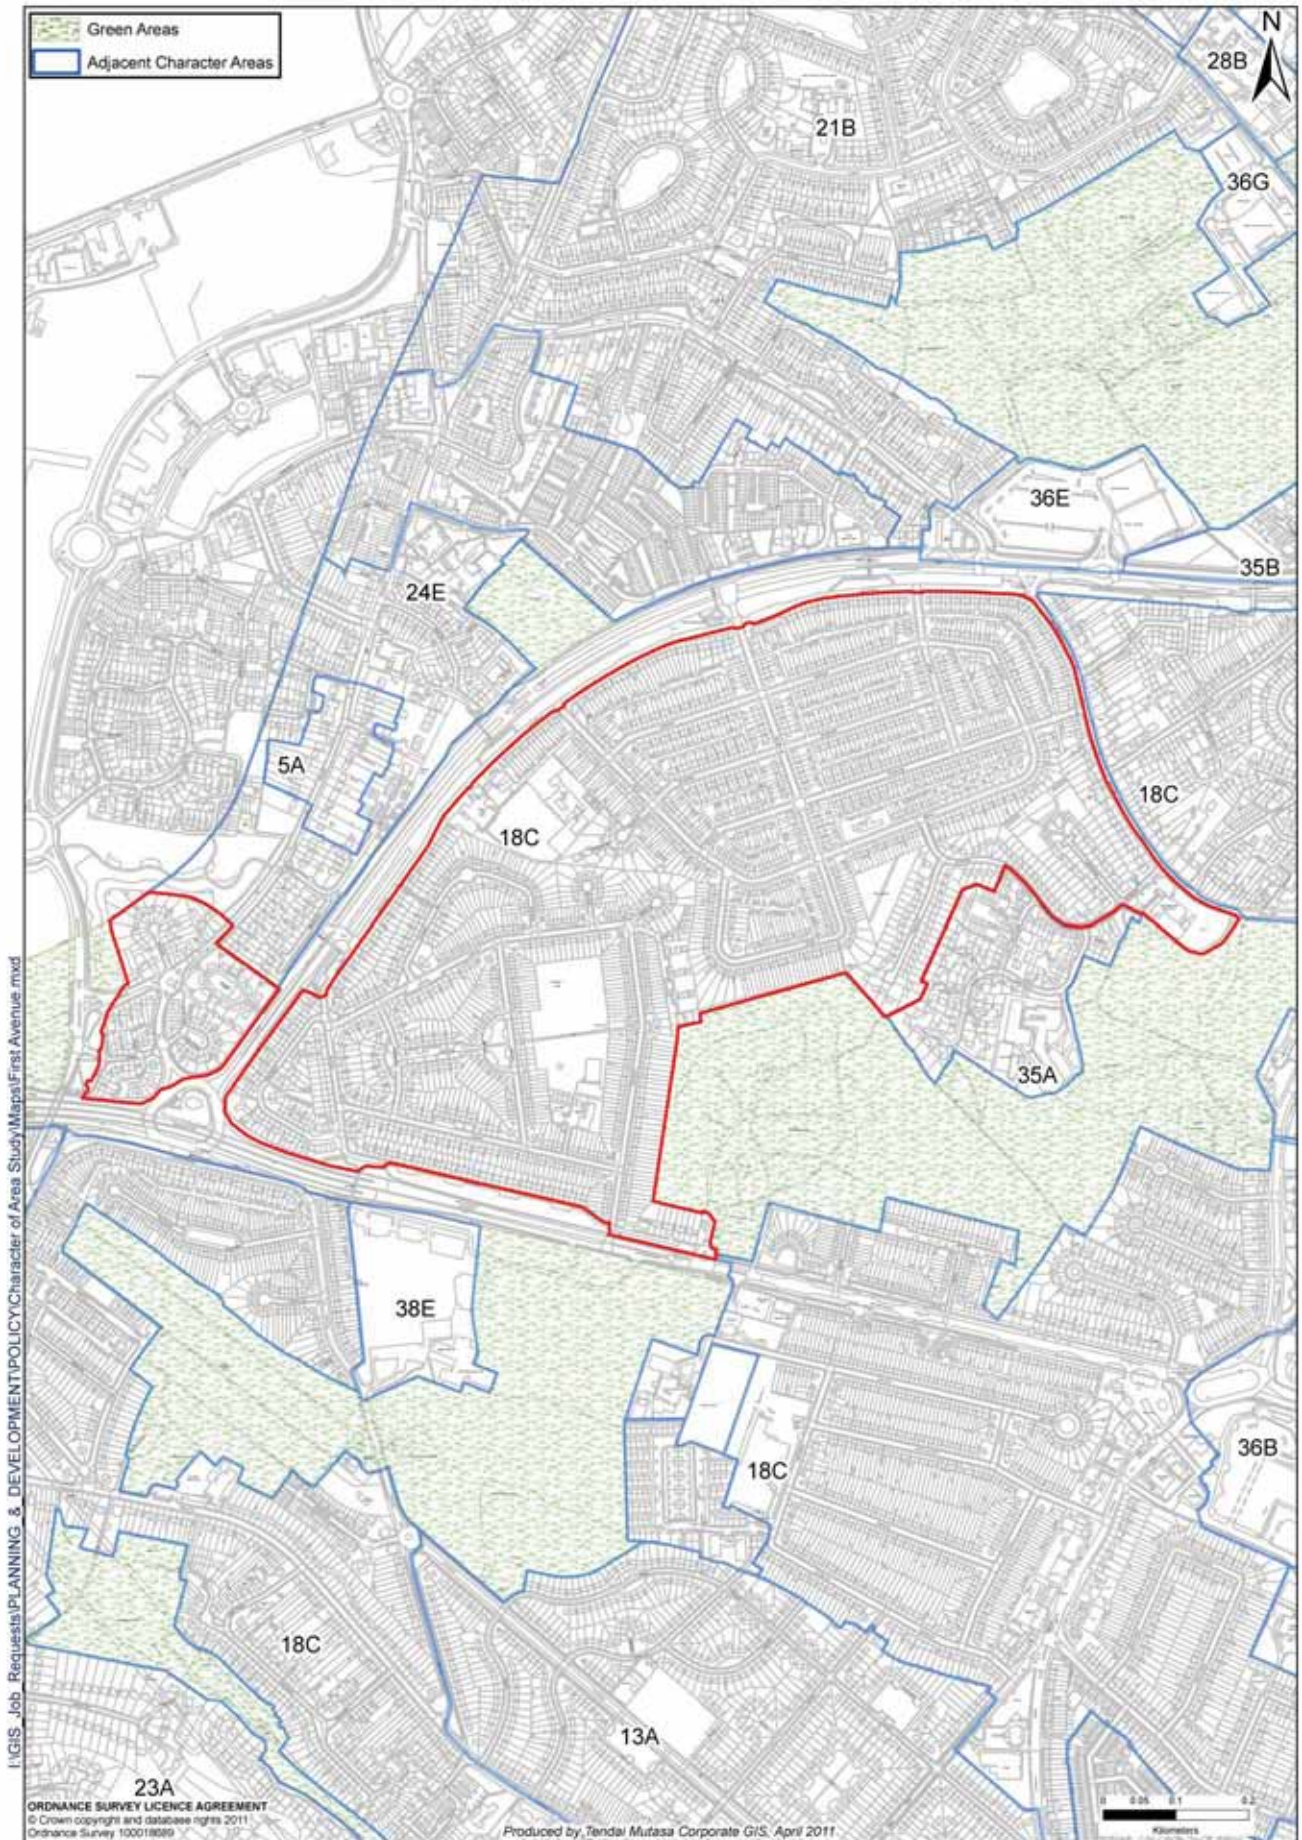 Green Areas
Adjacent Character Areas
N
28B
21B
36G
36E
35B
24E
5A
18C
18C
35A
38E
36B
18C
18C
13A
23A
I:\GIS_Job_Requests\PLANNING & DEVELOPMENT\POLICY\Character of Area Study\Maps\First Avenue.mxd
ORDNANCE SURVEY LICENCE AGREEMENT
© Crown copyright and database rights 2011
Ordnance Survey 100018689
Produced by,Tendai Mutasa Corporate GIS, April 2011
0 0.05 0.1 0.2
Kilometers